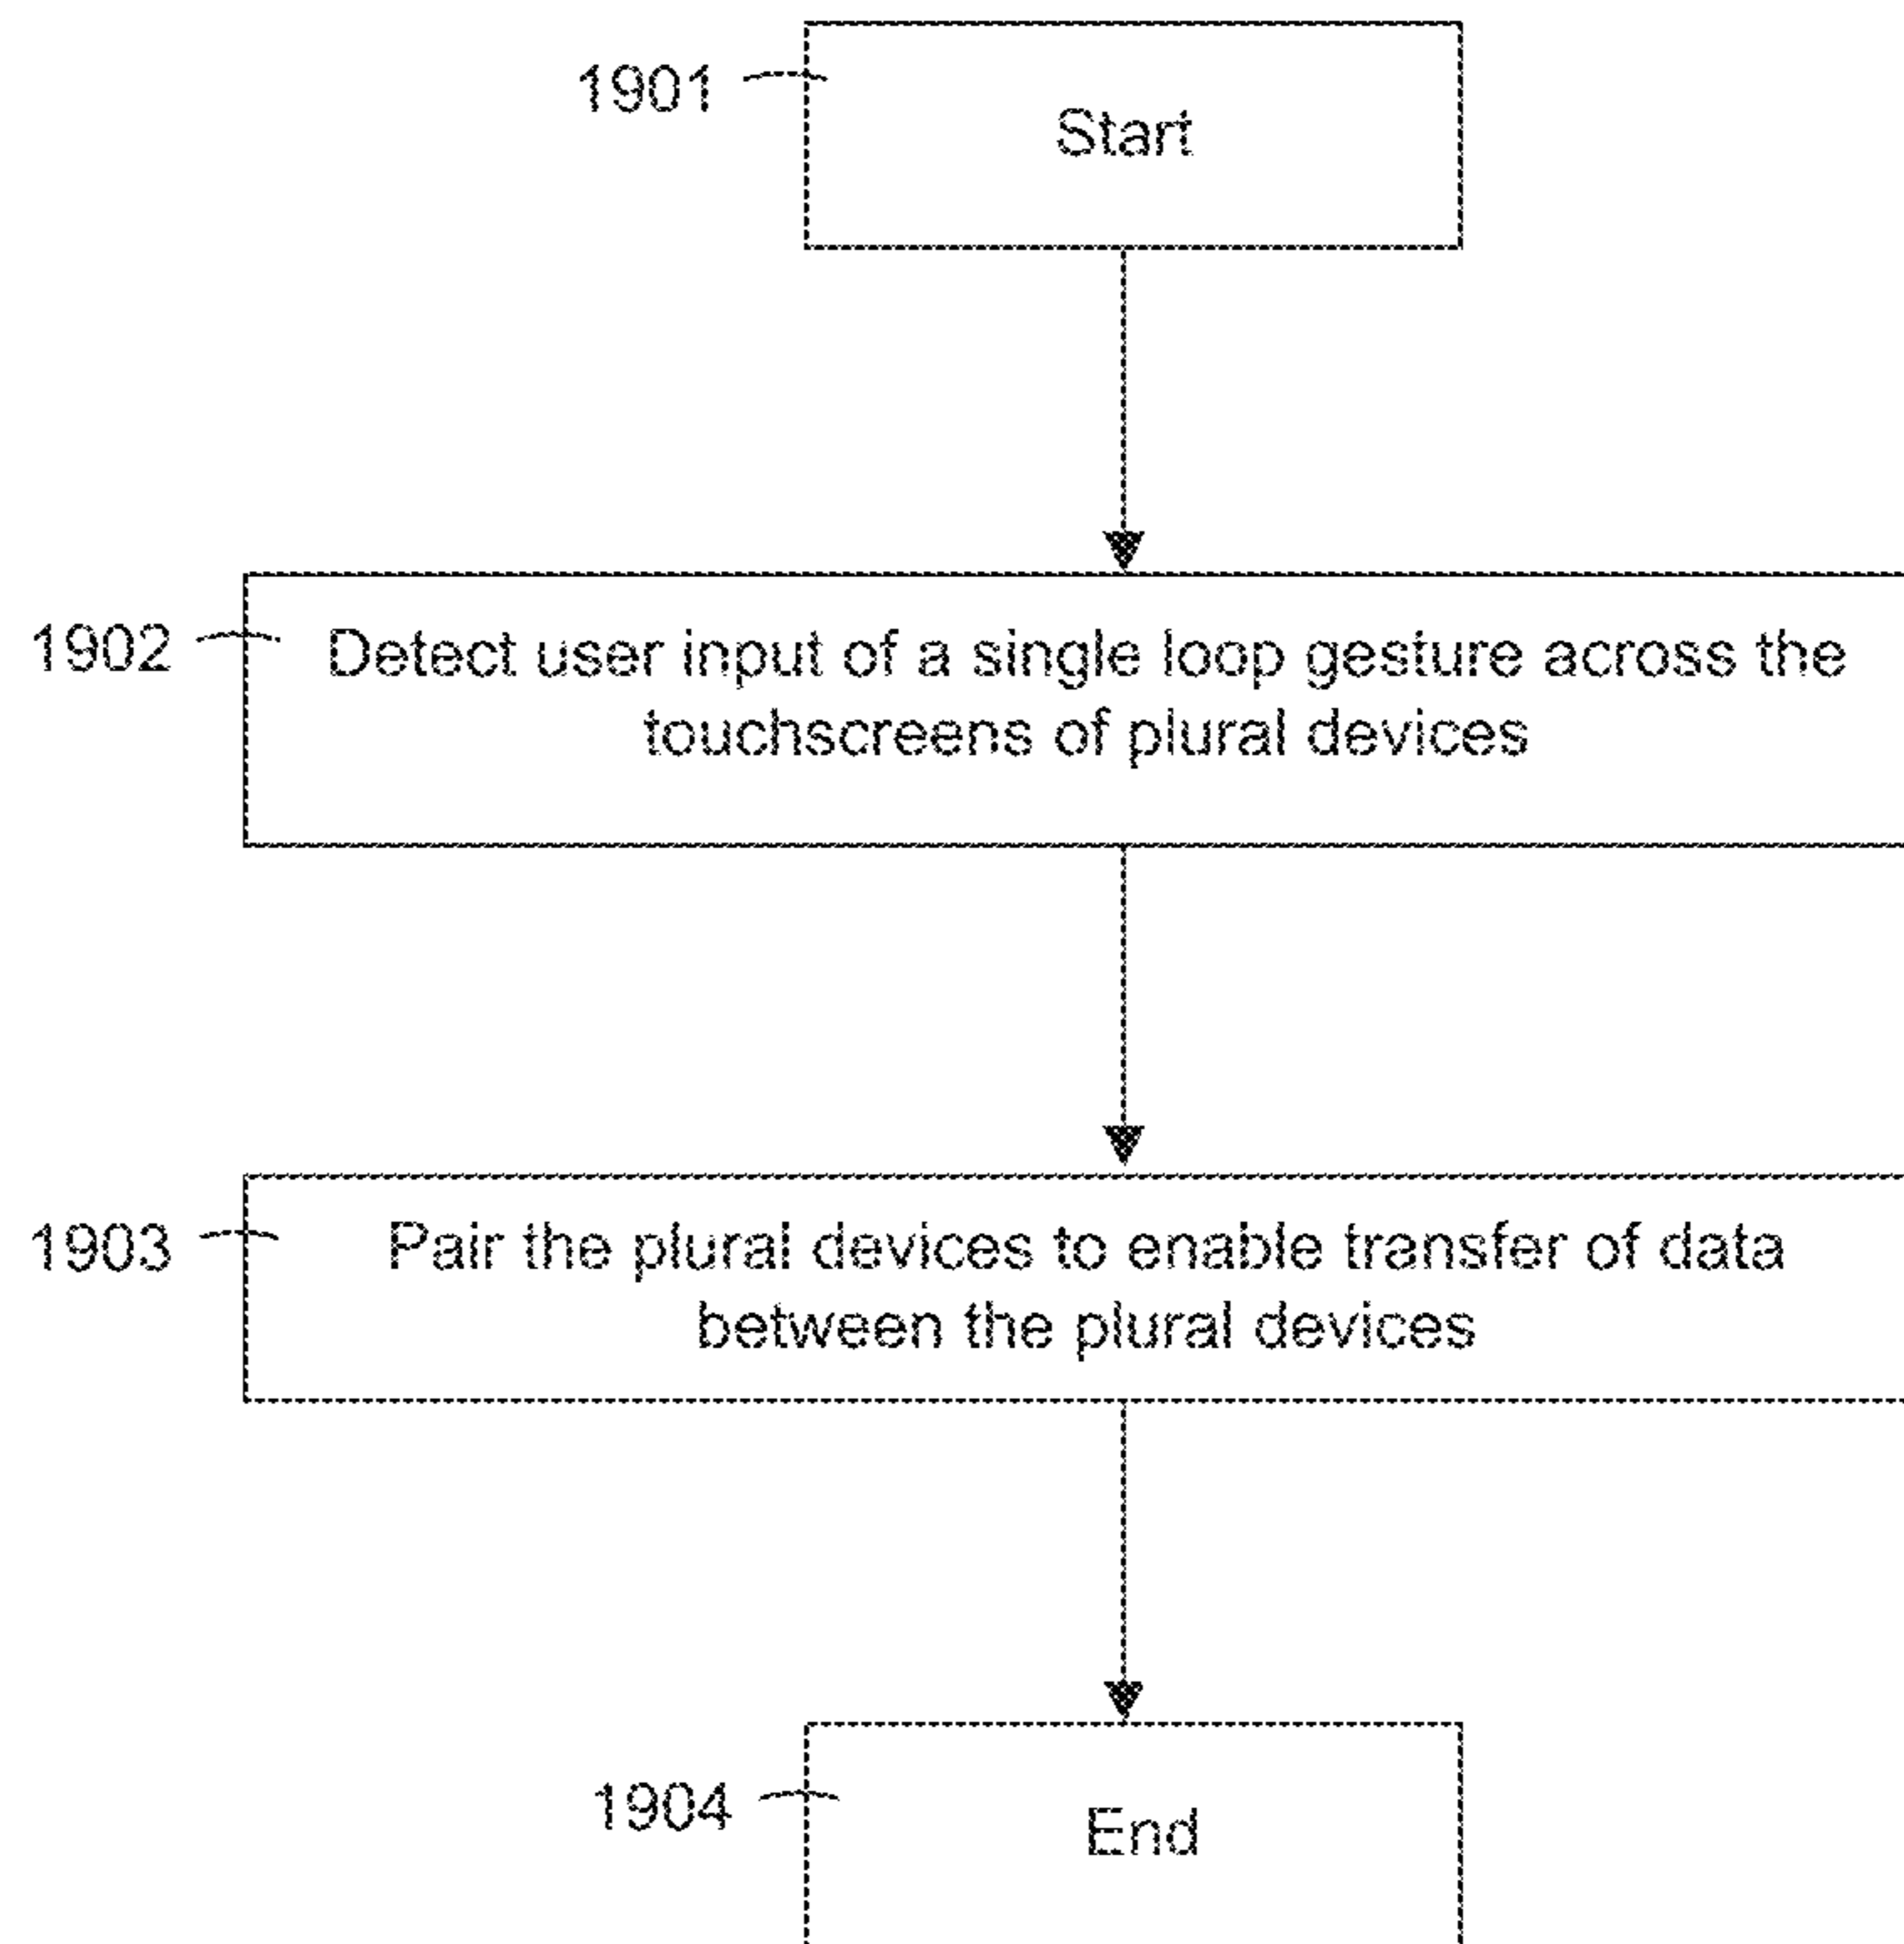 1901
Start
1902
Detect user input of a single loop gesture across the
touchscreens of plural devices
1903
Pair the plural devices to enable transfer of data
between the plural devices
1904
End